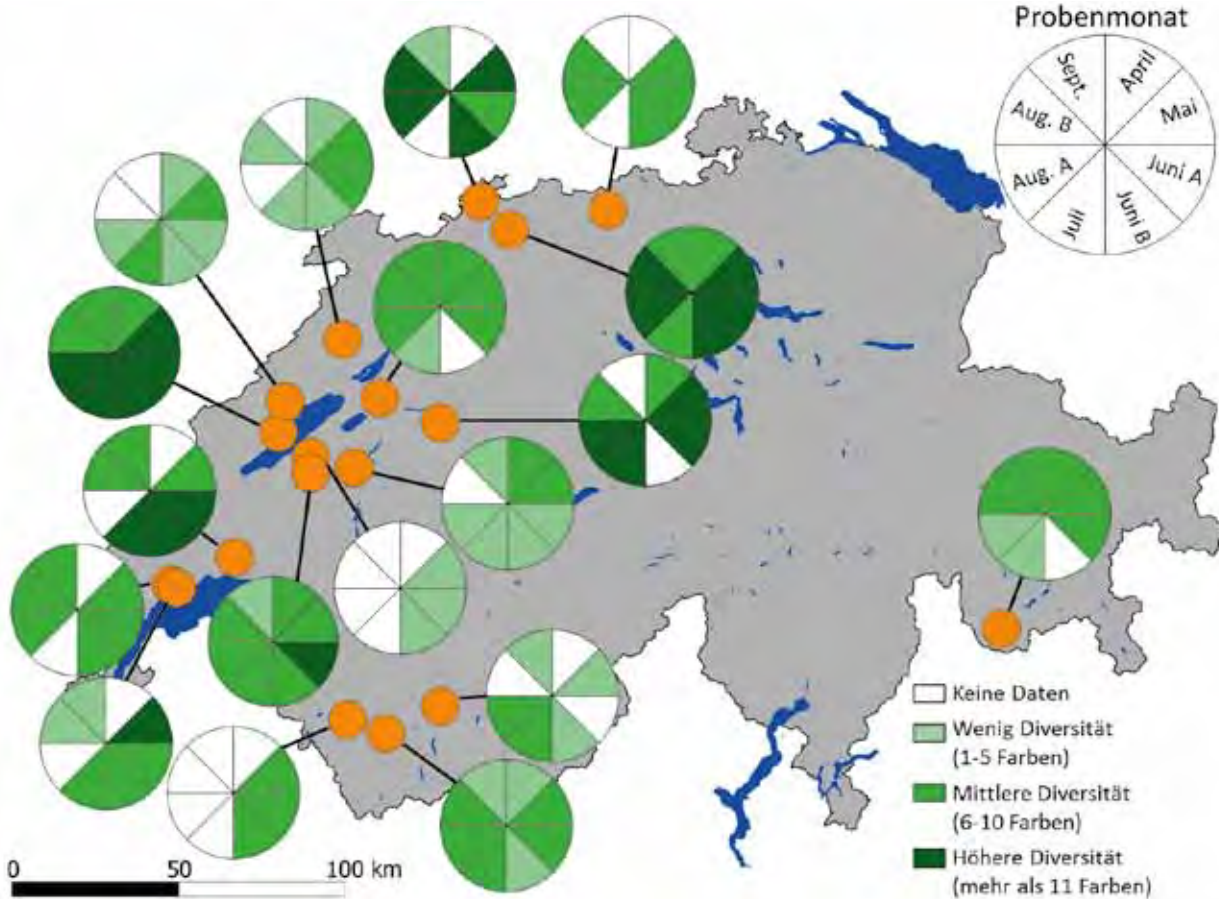 Probenmonat
April
Mai
Juni A
Juni B
Juli
Aug. A
Aug. B
Sept.
Keine Daten
Wenig Diversität
(1-5 Farben)
Mittlere Diversität
(6-10 Farben)
Höhere Diversität
(mehr als 11 Farben)
0 50 100 km